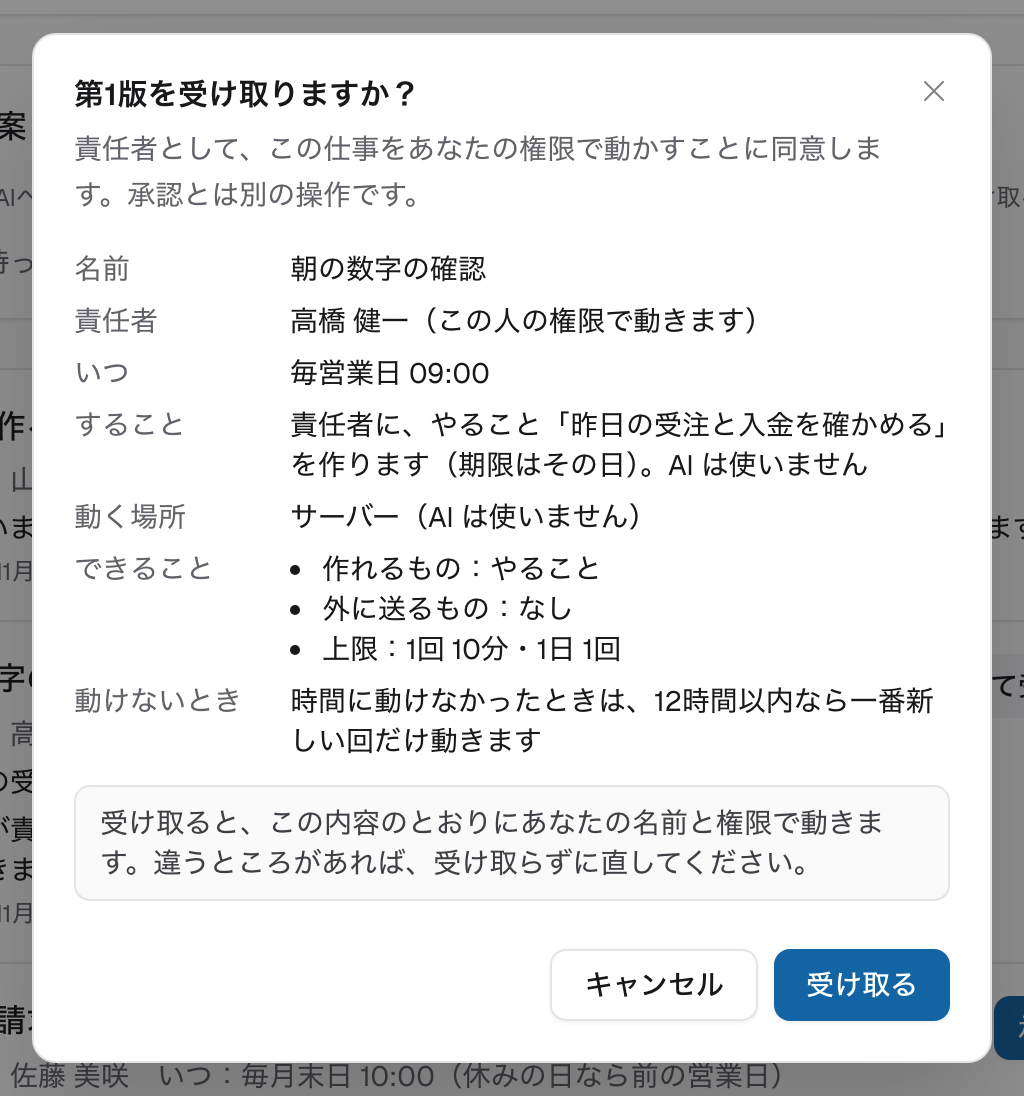 第1版を受け取りますか？
責任者として、この仕事をあなたの権限で動かすことに同意しま
す。承認とは別の操作です。
名前 朝の数字の確認
責任者 高橋 健一（この人の権限で動きます）
いつ 毎営業日 09:00
すること 責任者に、やること「昨日の受注と入金を確かめる」
を作ります（期限はその日）。AI は使いません
動く場所 サーバー（AI は使いません）
できること • 作れるもの：やること
• 外に送るもの：なし
• 上限：1回 10分・1日 1回
動けないとき 時間に動けなかったときは、12時間以内なら一番新
しい回だけ動きます
受け取ると、この内容のとおりにあなたの名前と権限で動きま
す。違うところがあれば、受け取らずに直してください。
キャンセル 受け取る
佐藤 美咲 いつ：毎月末日 10:00（休みの日なら前の営業日）